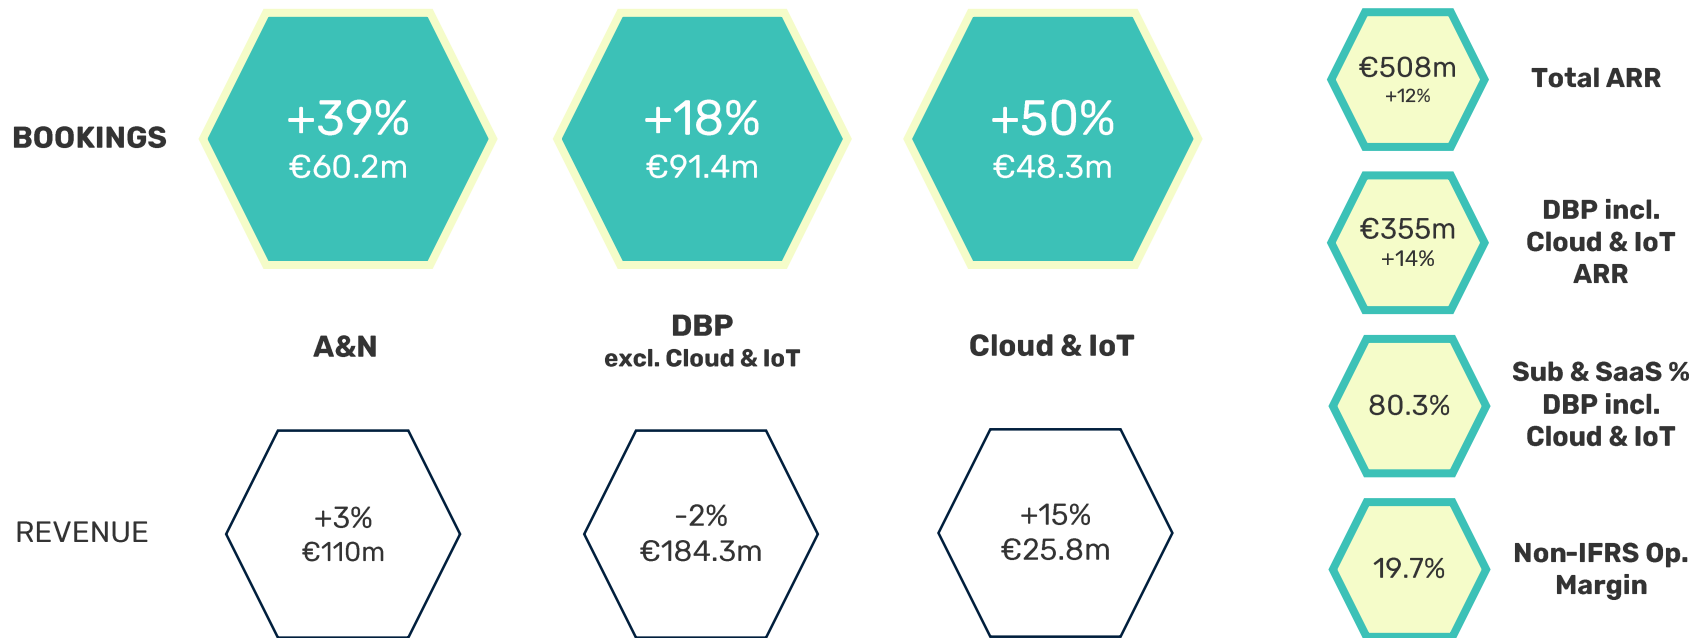 BOOKINGS
+39%
€60.2m
+18%
€91.4m
+50%
€48.3m
A&N
DBP
excl. Cloud & IoT
Cloud & IoT
REVENUE
+3%
€110m
-2%
€184.3m
+15%
€25.8m
€508m
+12%
Total ARR
€355m
+14%
DBP incl.
Cloud & IoT
ARR
80.3%
Sub & SaaS %
DBP incl.
Cloud & IoT
19.7%
Non-IFRS Op.
Margin